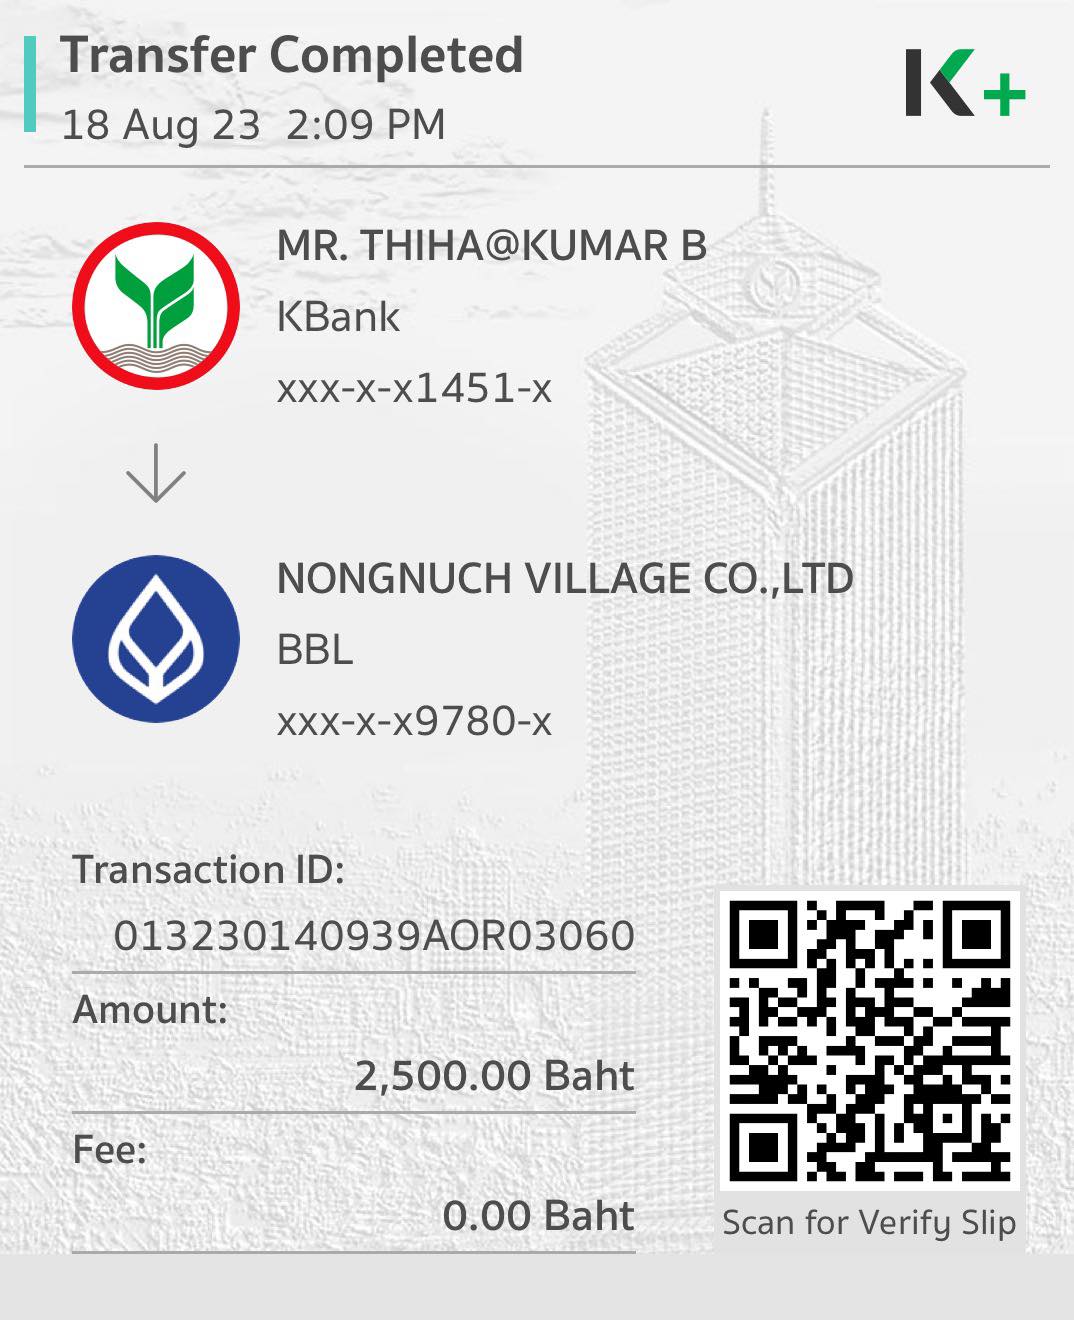 Transfer Completed
18 Aug 23 2:09 PM
K+
MR. THIHA@KUMAR B
KBank
xxx-x-x1451-x
NONGNUCH VILLAGE CO.,LTD
BBL
xxx-x-x9780-x
Transaction ID:
013230140939AOR03060
Amount:
2,500.00 Baht
Fee:
0.00 Baht
Scan for Verify Slip